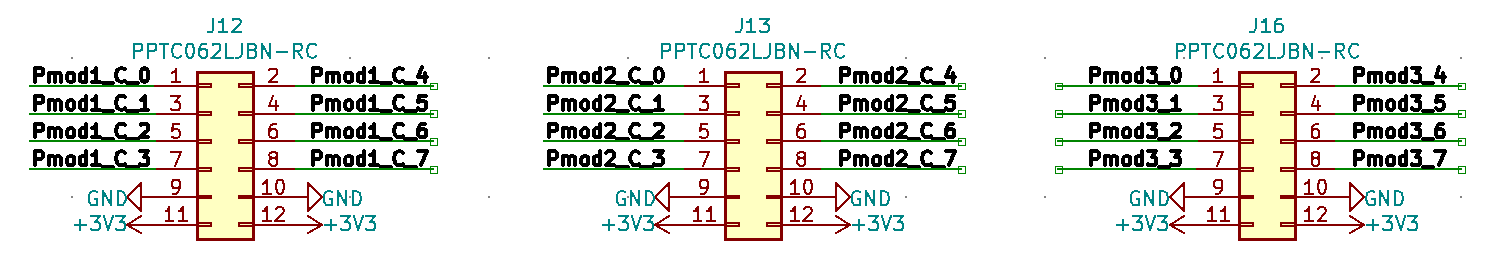 J12
PPTC062LJBN-RC
Pmod1_C_0 1 2 Pmod1_C_4
Pmod1_C_1 3 4 Pmod1_C_5
Pmod1_C_2 5 6 Pmod1_C_6
Pmod1_C_3 7 8 Pmod1_C_7
GND 9 10 GND
+3V3 11 12 +3V3
J13
PPTC062LJBN-RC
Pmod2_C_0 1 2 Pmod2_C_4
Pmod2_C_1 3 4 Pmod2_C_5
Pmod2_C_2 5 6 Pmod2_C_6
Pmod2_C_3 7 8 Pmod2_C_7
GND 9 10 GND
+3V3 11 12 +3V3
J16
PPTC062LJBN-RC
Pmod3_0 1 2 Pmod3_4
Pmod3_1 3 4 Pmod3_5
Pmod3_2 5 6 Pmod3_6
Pmod3_3 7 8 Pmod3_7
GND 9 10 GND
+3V3 11 12 +3V3